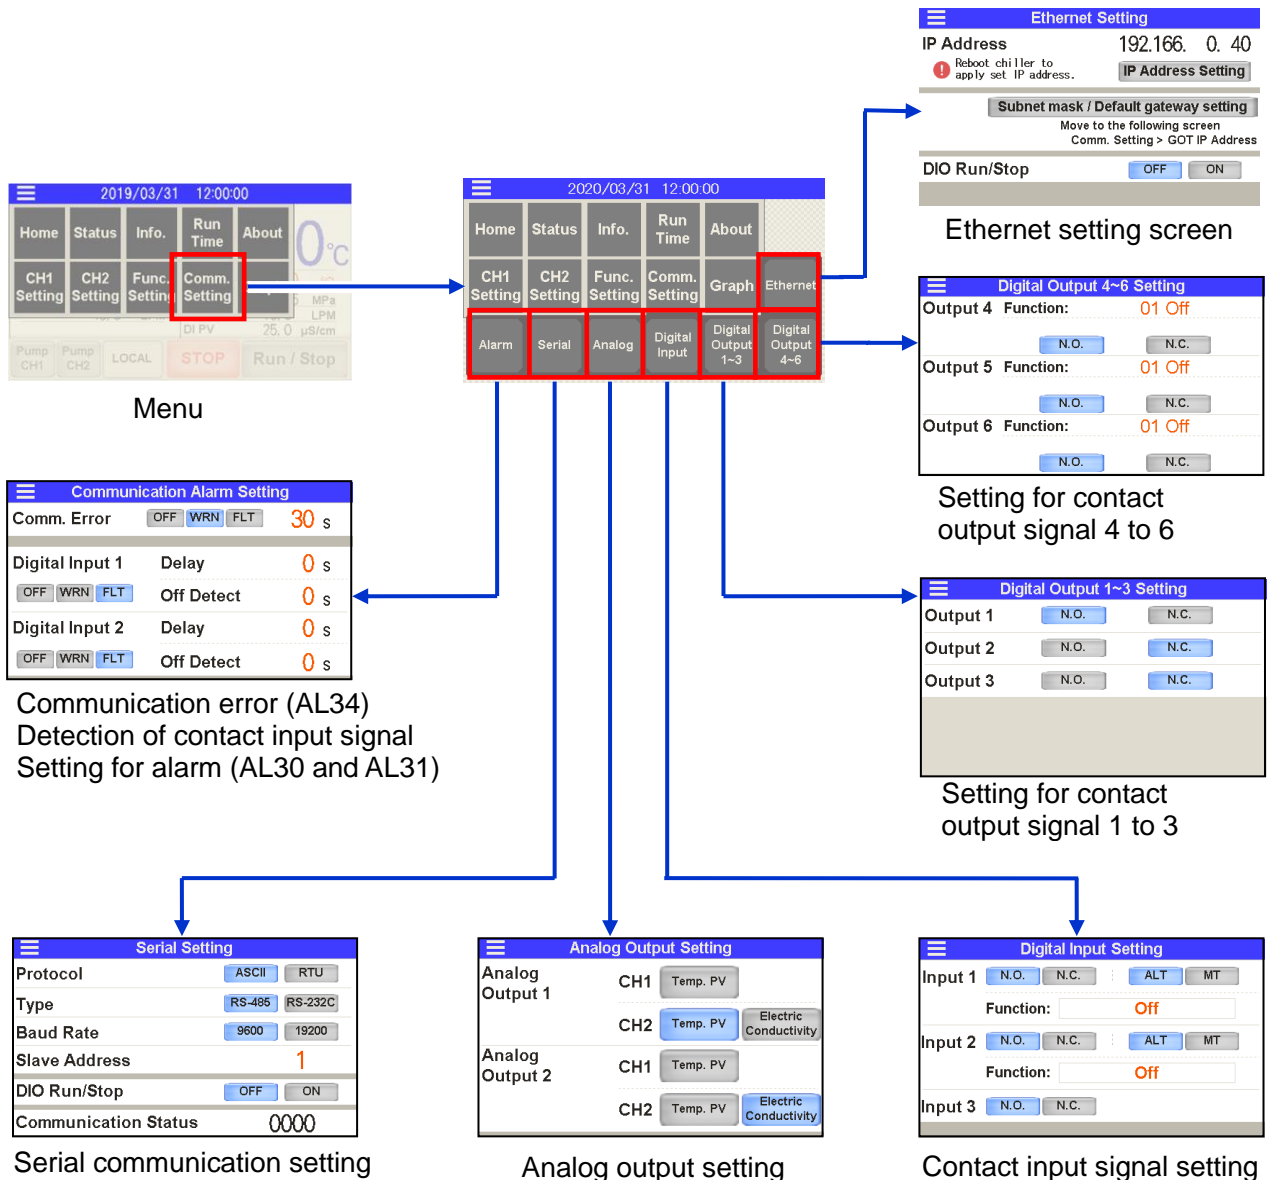 Ethernet Setting
IP Address 192.166. 0. 40
Reboot chiller to
apply set IP address.
IP Address Setting
Subnet mask / Default gateway setting
Move to the following screen
Comm. Setting > GOT IP Address
DIO Run/Stop OFF ON
Ethernet setting screen
2019/03/31 12:00:00
Home Status Info. Run Time About
0°C
CH1 Setting CH2 Setting Func. Setting Comm. Setting
MPa
LPM
DI PV 25.0 µS/cm
Pump CH1 Pump CH2 LOCAL STOP Run / Stop
Menu
2020/03/31 12:00:00
Home Status Info. Run Time About
CH1 Setting CH2 Setting Func. Setting Comm. Setting Graph Ethernet
Alarm Serial Analog Digital Input Digital Output 1~3 Digital Output 4~6
Digital Output 4~6 Setting
Output 4 Function: 01 Off
N.O. N.C.
Output 5 Function: 01 Off
N.O. N.C.
Output 6 Function: 01 Off
N.O. N.C.
Setting for contact
output signal 4 to 6
Communication Alarm Setting
Comm. Error OFF WRN FLT 30 s
Digital Input 1 Delay 0 s
OFF WRN FLT Off Detect 0 s
Digital Input 2 Delay 0 s
OFF WRN FLT Off Detect 0 s
Communication error (AL34)
Detection of contact input signal
Setting for alarm (AL30 and AL31)
Digital Output 1~3 Setting
Output 1 N.O. N.C.
Output 2 N.O. N.C.
Output 3 N.O. N.C.
Setting for contact
output signal 1 to 3
Serial Setting
Protocol ASCII RTU
Type RS-485 RS-232C
Baud Rate 9600 19200
Slave Address 1
DIO Run/Stop OFF ON
Communication Status 0000
Serial communication setting
Analog Output Setting
Analog Output 1 CH1 Temp. PV
CH2 Temp. PV Electric Conductivity
Analog Output 2 CH1 Temp. PV
CH2 Temp. PV Electric Conductivity
Analog output setting
Digital Input Setting
Input 1 N.O. N.C. ALT MT
Function: Off
Input 2 N.O. N.C. ALT MT
Function: Off
Input 3 N.O. N.C.
Contact input signal setting